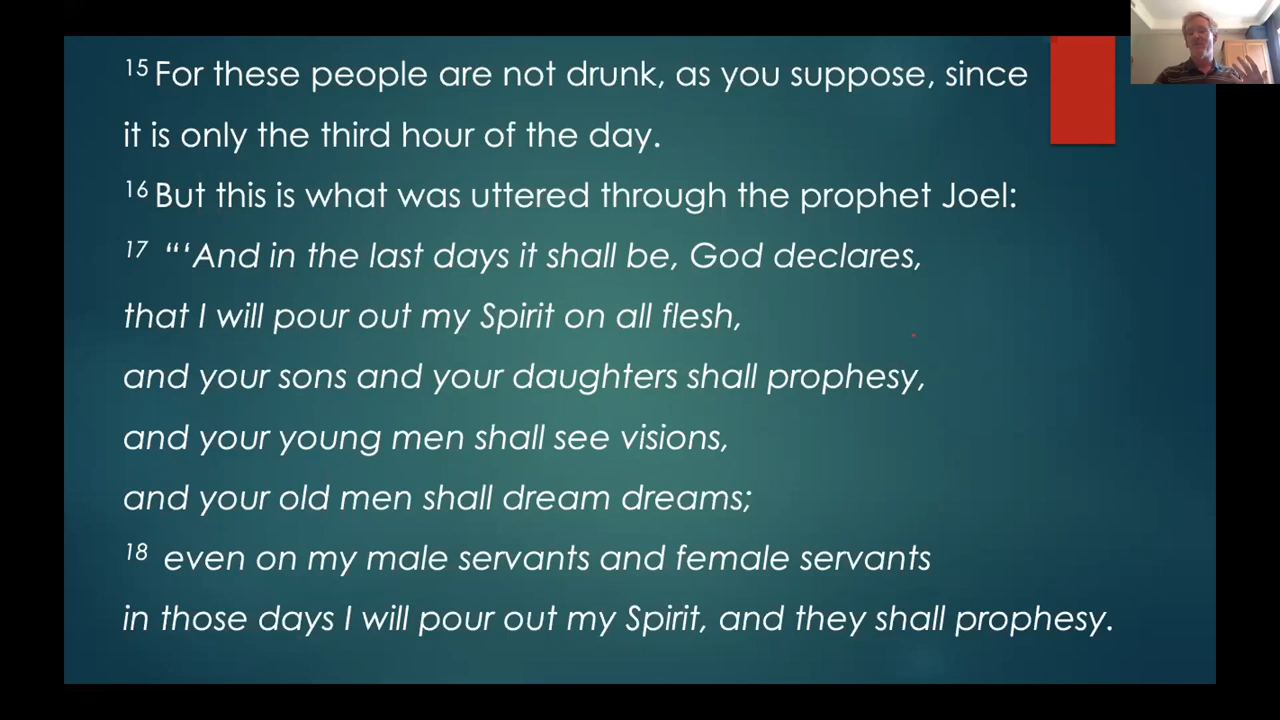 15 For these people are not drunk, as you suppose, since
it is only the third hour of the day.
16 But this is what was uttered through the prophet Joel:
17 “‘And in the last days it shall be, God declares,
that I will pour out my Spirit on all flesh,
and your sons and your daughters shall prophesy,
and your young men shall see visions,
and your old men shall dream dreams;
18 even on my male servants and female servants
in those days I will pour out my Spirit, and they shall prophesy.